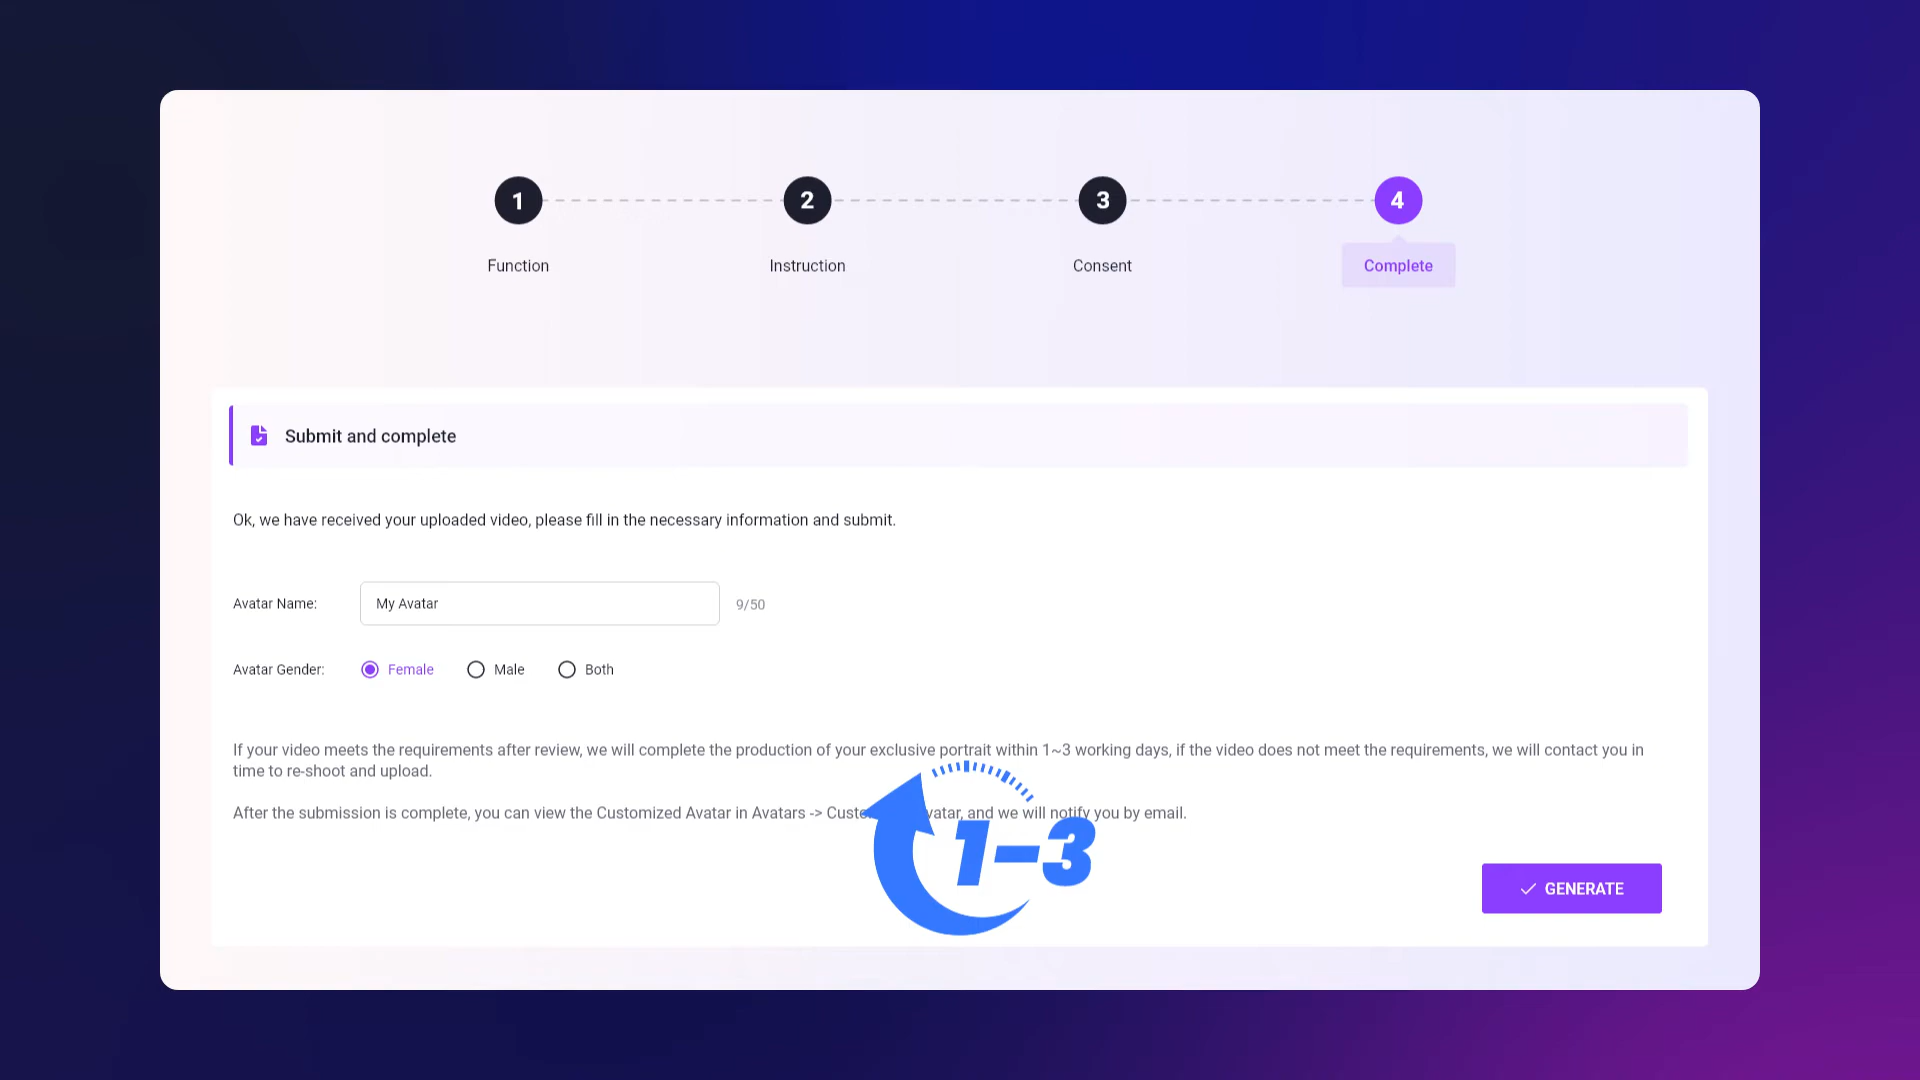 1 2 3 4
Function Instruction Consent Complete
Submit and complete
Ok, we have received your uploaded video, please fill in the necessary information and submit.
Avatar Name: My Avatar 9/50
Avatar Gender: Female Male Both
If your video meets the requirements after review, we will complete the production of your exclusive portrait within 1~3 working days, if the video does not meet the requirements, we will contact you in
time to re-shoot and upload.
After the submission is complete, you can view the Customized Avatar in Avatars -> and we will notify you by email.
1-3
GENERATE